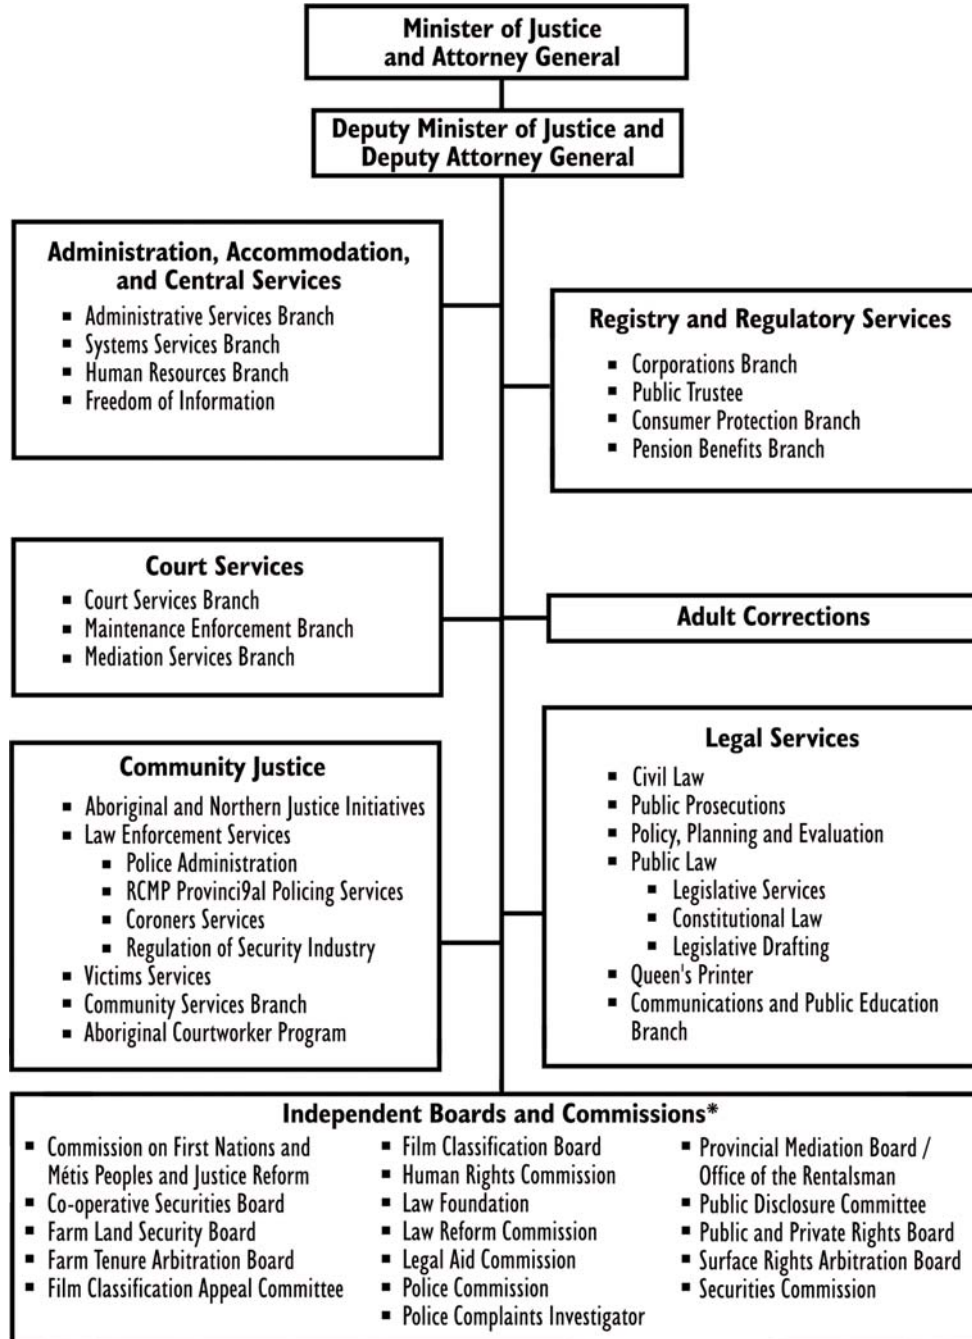 Minister of Justice
and Attorney General
Deputy Minister of Justice and
Deputy Attorney General
Administration, Accommodation,
and Central Services
▪ Administrative Services Branch
▪ Systems Services Branch
▪ Human Resources Branch
▪ Freedom of Information
Registry and Regulatory Services
▪ Corporations Branch
▪ Public Trustee
▪ Consumer Protection Branch
▪ Pension Benefits Branch
Court Services
▪ Court Services Branch
▪ Maintenance Enforcement Branch
▪ Mediation Services Branch
Adult Corrections
Community Justice
▪ Aboriginal and Northern Justice Initiatives
▪ Law Enforcement Services
▪ Police Administration
▪ RCMP Provinci9al Policing Services
▪ Coroners Services
▪ Regulation of Security Industry
▪ Victims Services
▪ Community Services Branch
▪ Aboriginal Courtworker Program
Legal Services
▪ Civil Law
▪ Public Prosecutions
▪ Policy, Planning and Evaluation
▪ Public Law
▪ Legislative Services
▪ Constitutional Law
▪ Legislative Drafting
▪ Queen's Printer
▪ Communications and Public Education
Branch
Independent Boards and Commissions*
▪ Commission on First Nations and
Métis Peoples and Justice Reform
▪ Co-operative Securities Board
▪ Farm Land Security Board
▪ Farm Tenure Arbitration Board
▪ Film Classification Appeal Committee
▪ Film Classification Board
▪ Human Rights Commission
▪ Law Foundation
▪ Law Reform Commission
▪ Legal Aid Commission
▪ Police Commission
▪ Police Complaints Investigator
▪ Provincial Mediation Board /
Office of the Rentalsman
▪ Public Disclosure Committee
▪ Public and Private Rights Board
▪ Surface Rights Arbitration Board
▪ Securities Commission